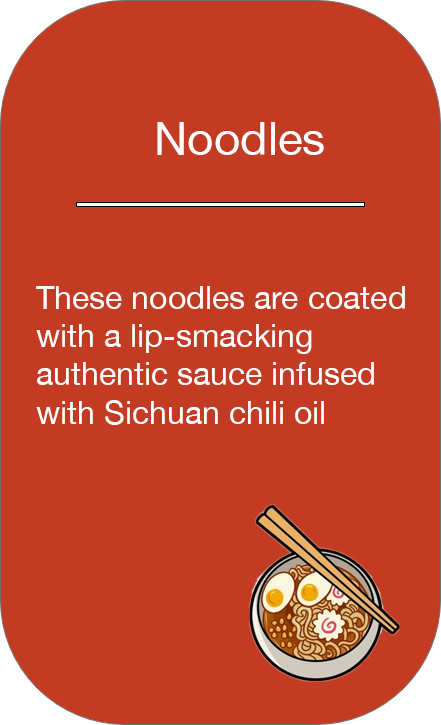 Noodles
These noodles are coated
with a lip-smacking
authentic sauce infused
with Sichuan chili oil